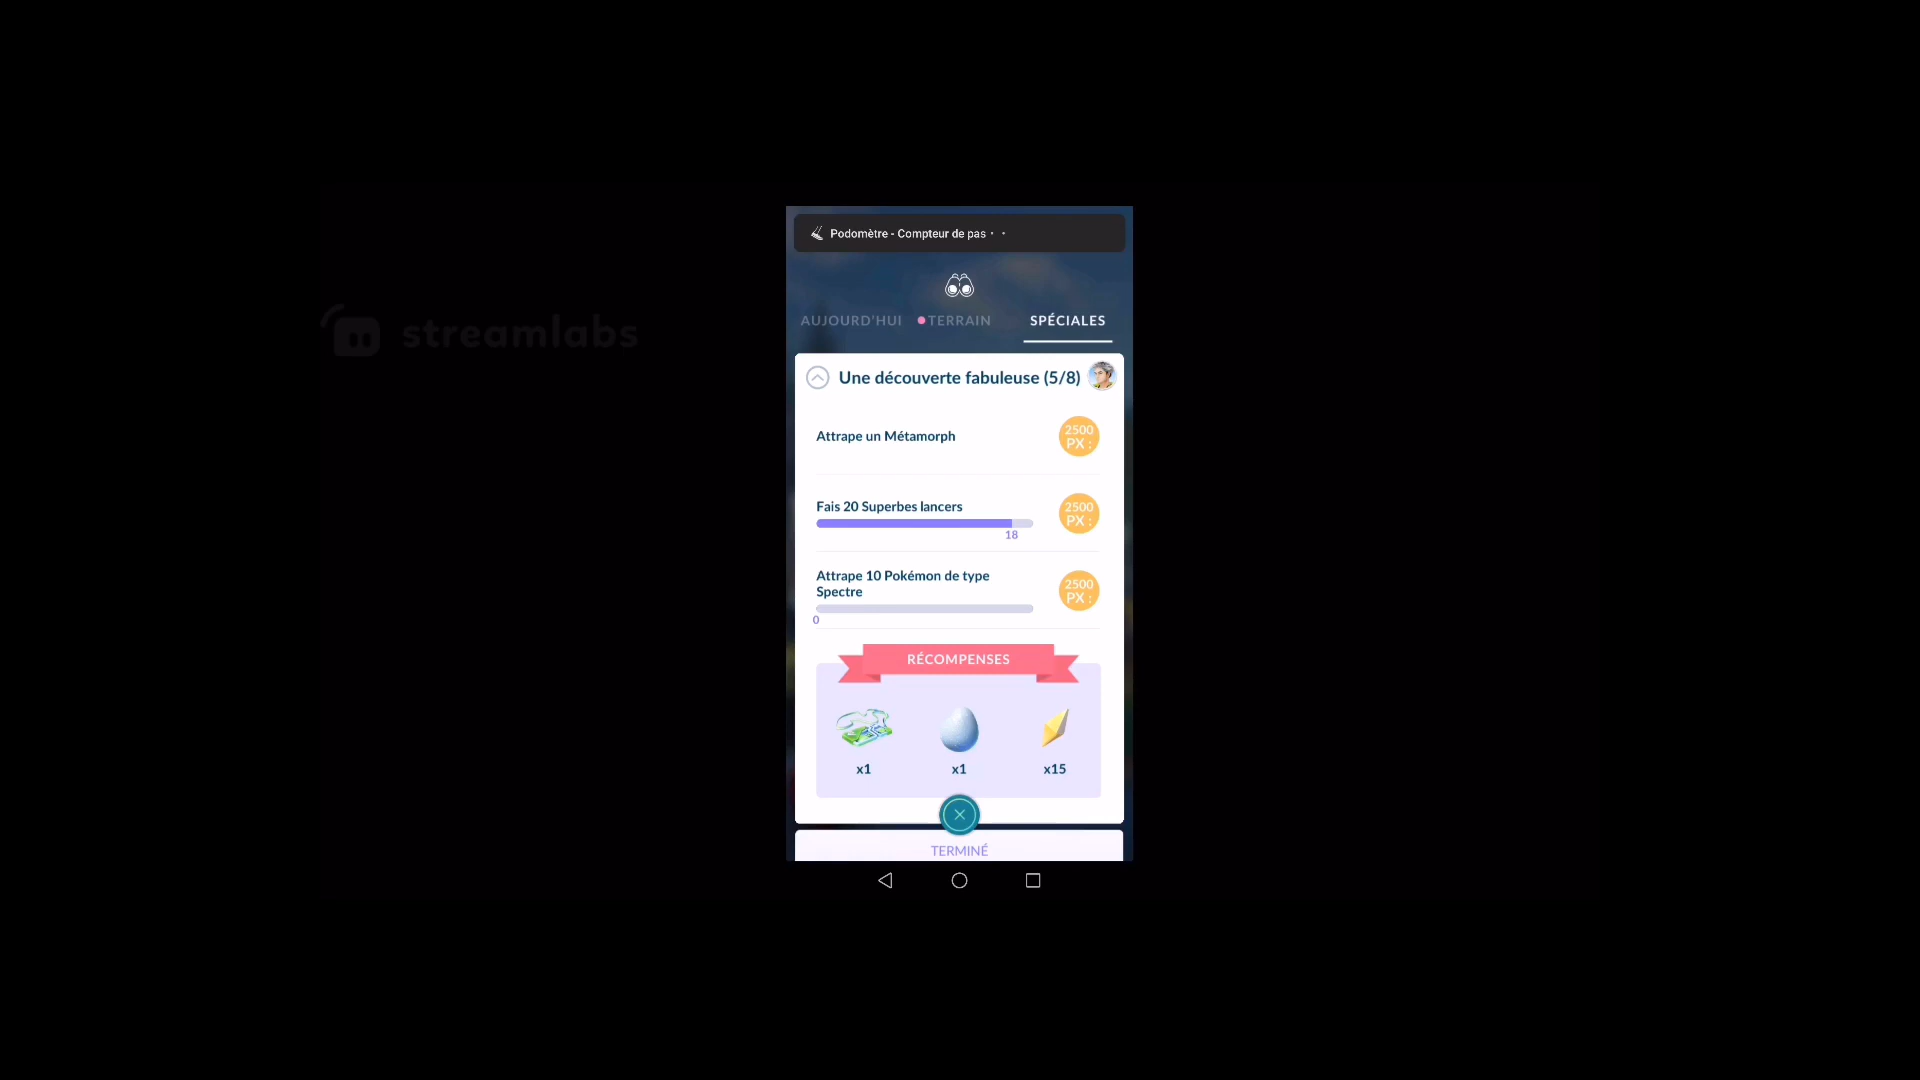 Podomètre - Compteur de pas
AUJOURD'HUI
TERRAIN
SPÉCIALES
streamlabs
Une découverte fabuleuse (5/8)
Attrape un Métamorph
2500
PX :
Fais 20 Superbes lancers
2500
PX :
18
Attrape 10 Pokémon de type
Spectre
2500
PX :
0
RÉCOMPENSES
x1
x1
x15
TERMINÉ